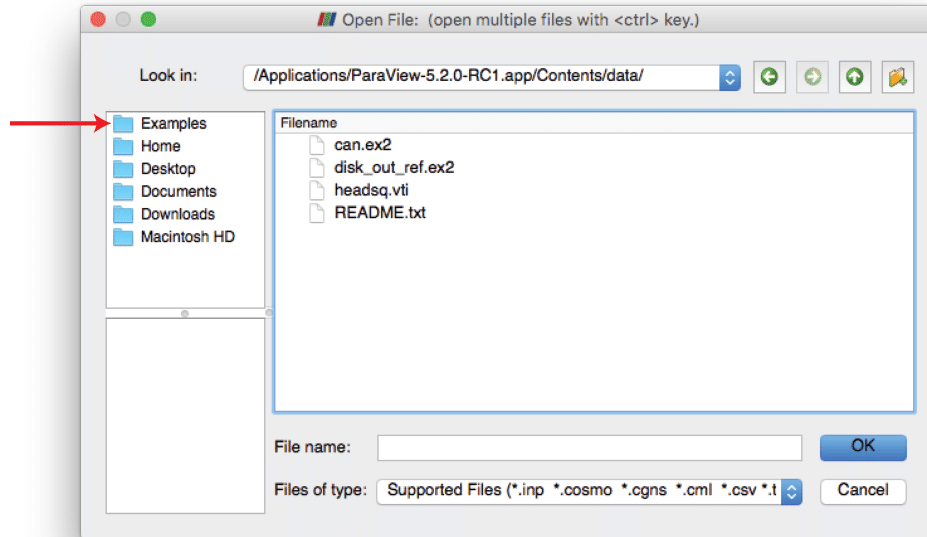 Open File: (open multiple files with <ctrl> key.)
Look in:
/Applications/ParaView-5.2.0-RC1.app/Contents/data/
Examples
Home
Desktop
Documents
Downloads
Macintosh HD
Filename
can.ex2
disk_out_ref.ex2
headsq.vti
README.txt
File name:
OK
Files of type:
Supported Files (*.inp *.cosmo *.cgns *.cml *.csv *.t
Cancel